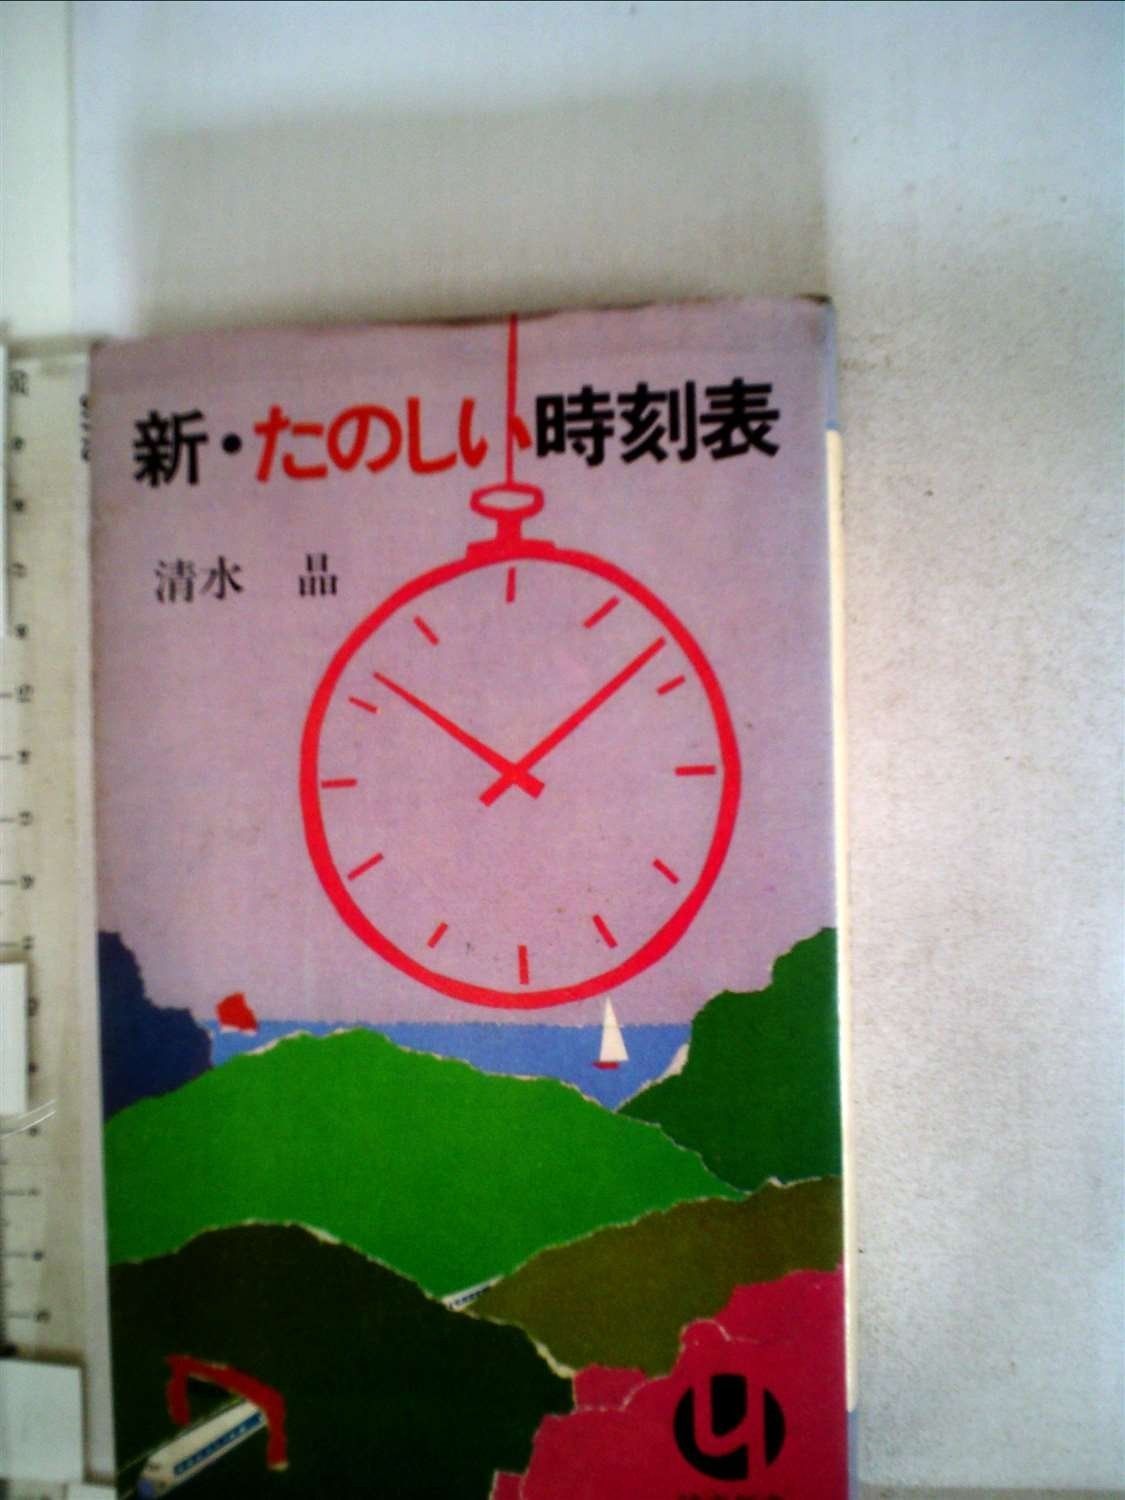 新・たのしい時刻表
清水 晶